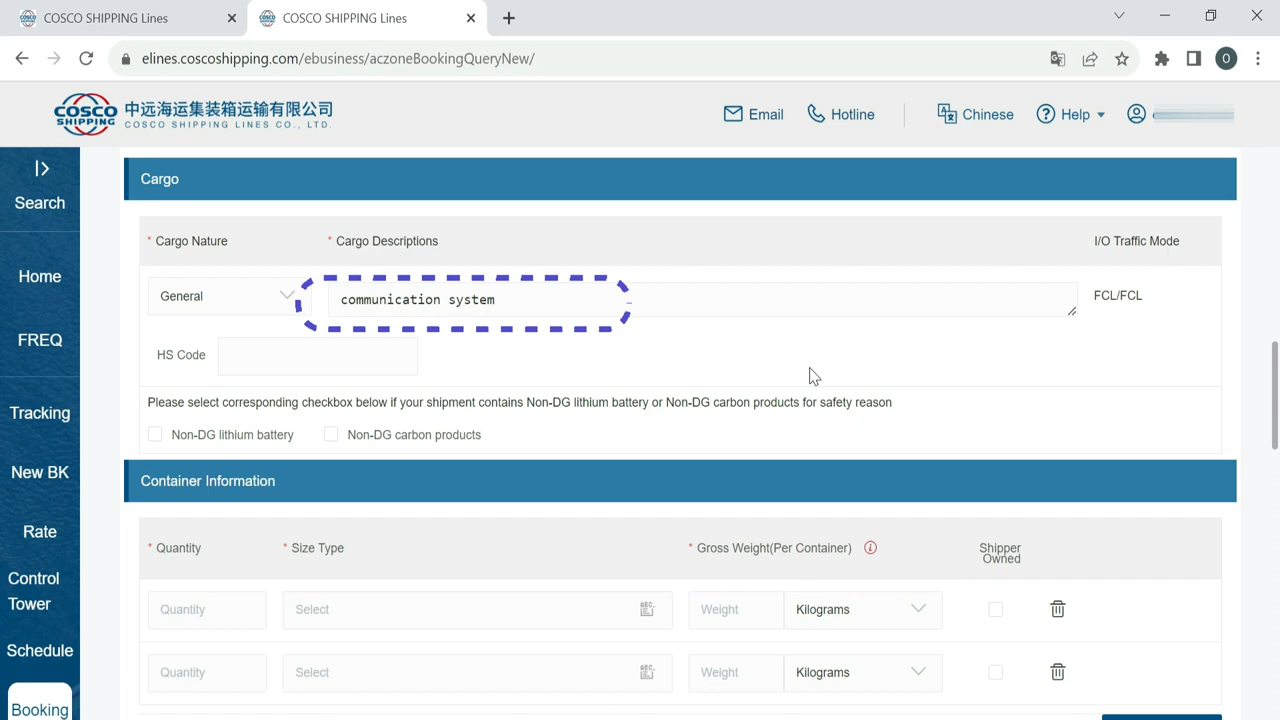 COSCO SHIPPING Lines
COSCO SHIPPING Lines
elines.coscoshipping.com/ebusiness/aczoneBookingQueryNew/
O
COSCO SHIPPING
中远海运集装箱运输有限公司
COSCO SHIPPING LINES CO., LTD.
Email
Hotline
Chinese
Help
Search
Home
FREQ
Tracking
New BK
Rate
Control
Tower
Schedule
Booking
Cargo
* Cargo Nature
* Cargo Descriptions
I/O Traffic Mode
General
communication system
FCL/FCL
HS Code
Please select corresponding checkbox below if your shipment contains Non-DG lithium battery or Non-DG carbon products for safety reason
Non-DG lithium battery
Non-DG carbon products
Container Information
* Quantity
* Size Type
* Gross Weight(Per Container)
Shipper
Owned
Quantity
Select
Weight
Kilograms
Quantity
Select
Weight
Kilograms